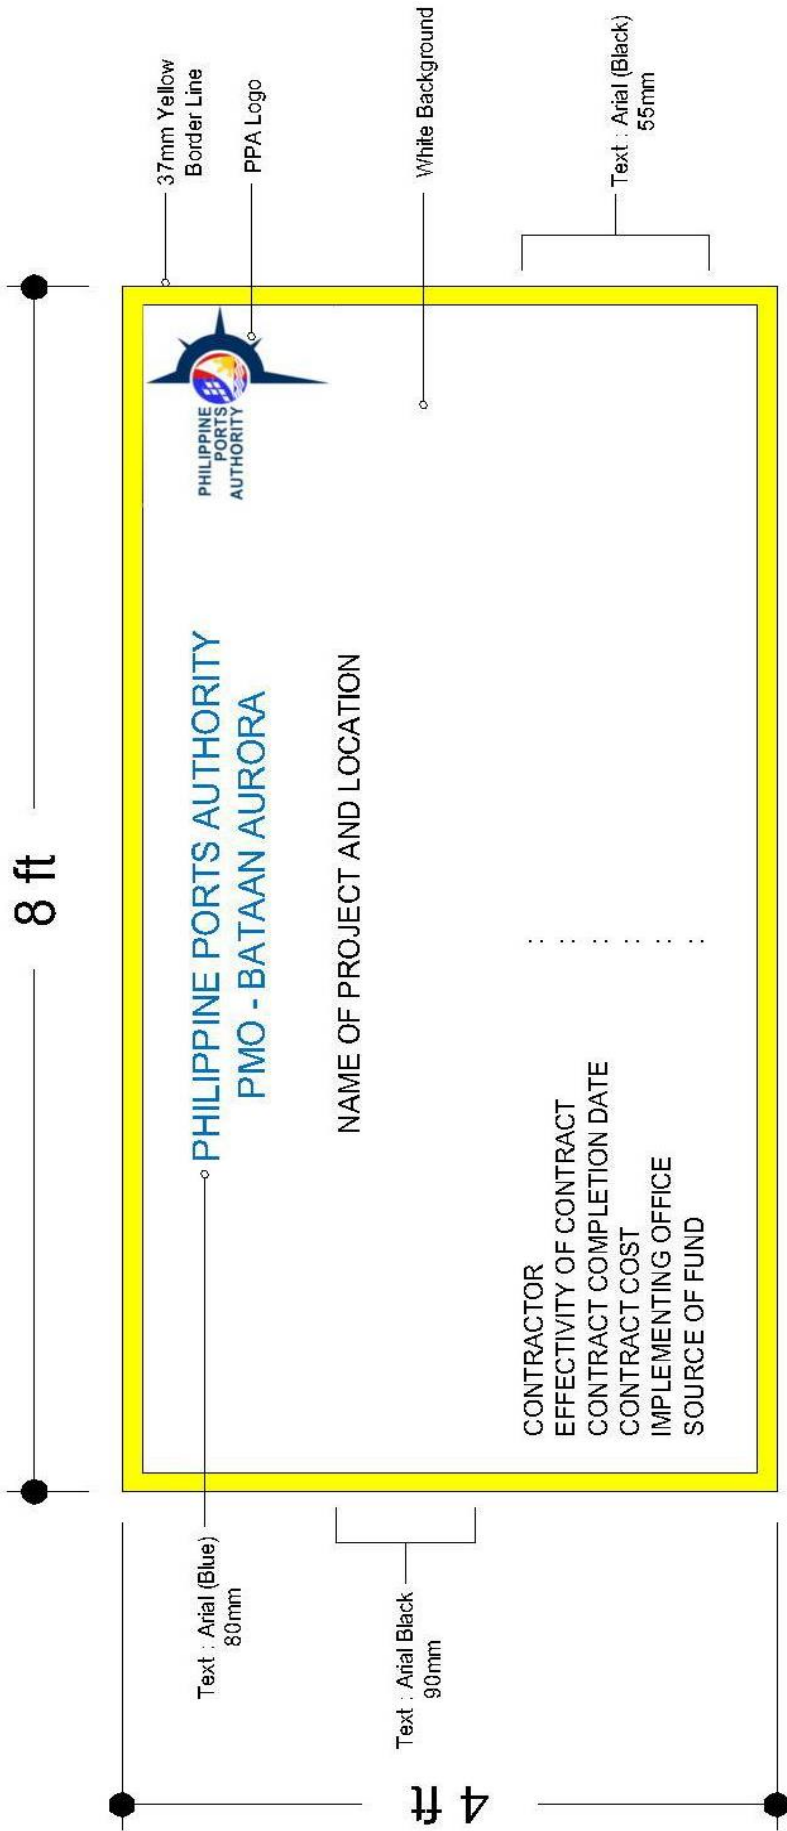 8 ft
4 ft
37mm Yellow
Border Line
PPA Logo
White Background
Text : Arial (Black)
55mm
Text : Arial (Blue)
80mm
Text : Arial Black
90mm
PHILIPPINE
PORTS
AUTHORITY
PHILIPPINE PORTS AUTHORITY
PMO - BATAAN AURORA
NAME OF PROJECT AND LOCATION
CONTRACTOR :
EFFECTIVITY OF CONTRACT :
CONTRACT COMPLETION DATE :
CONTRACT COST :
IMPLEMENTING OFFICE :
SOURCE OF FUND :